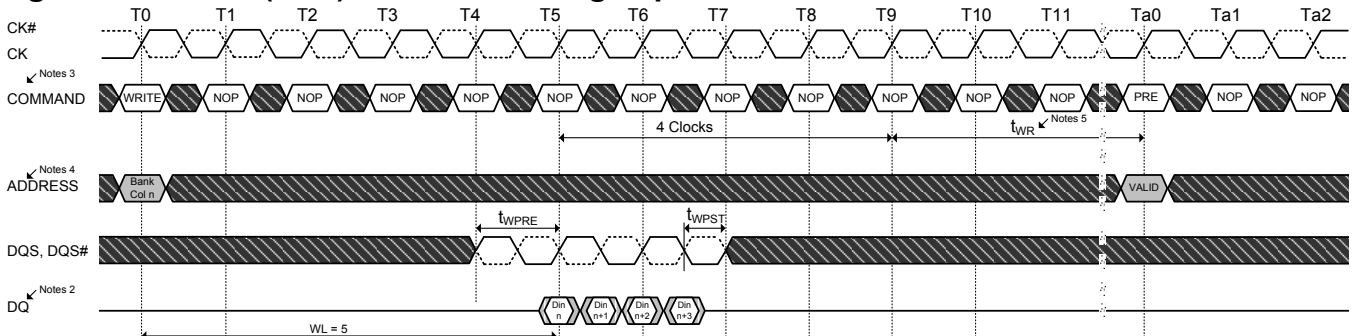 T0 T1 T2 T3 T4 T5 T6 T7 T8 T9 T10 T11 Ta0 Ta1 Ta2
CK#
CK
Notes 3
COMMAND WRITE NOP NOP NOP NOP NOP NOP NOP NOP NOP NOP NOP PRE NOP NOP
4 Clocks tWR Notes 5
Notes 4
ADDRESS Bank Col n VALID
tWPRE tWPST
DQS, DQS#
Notes 2
DQ Din n Din n+1 Din n+2 Din n+3
WL = 5